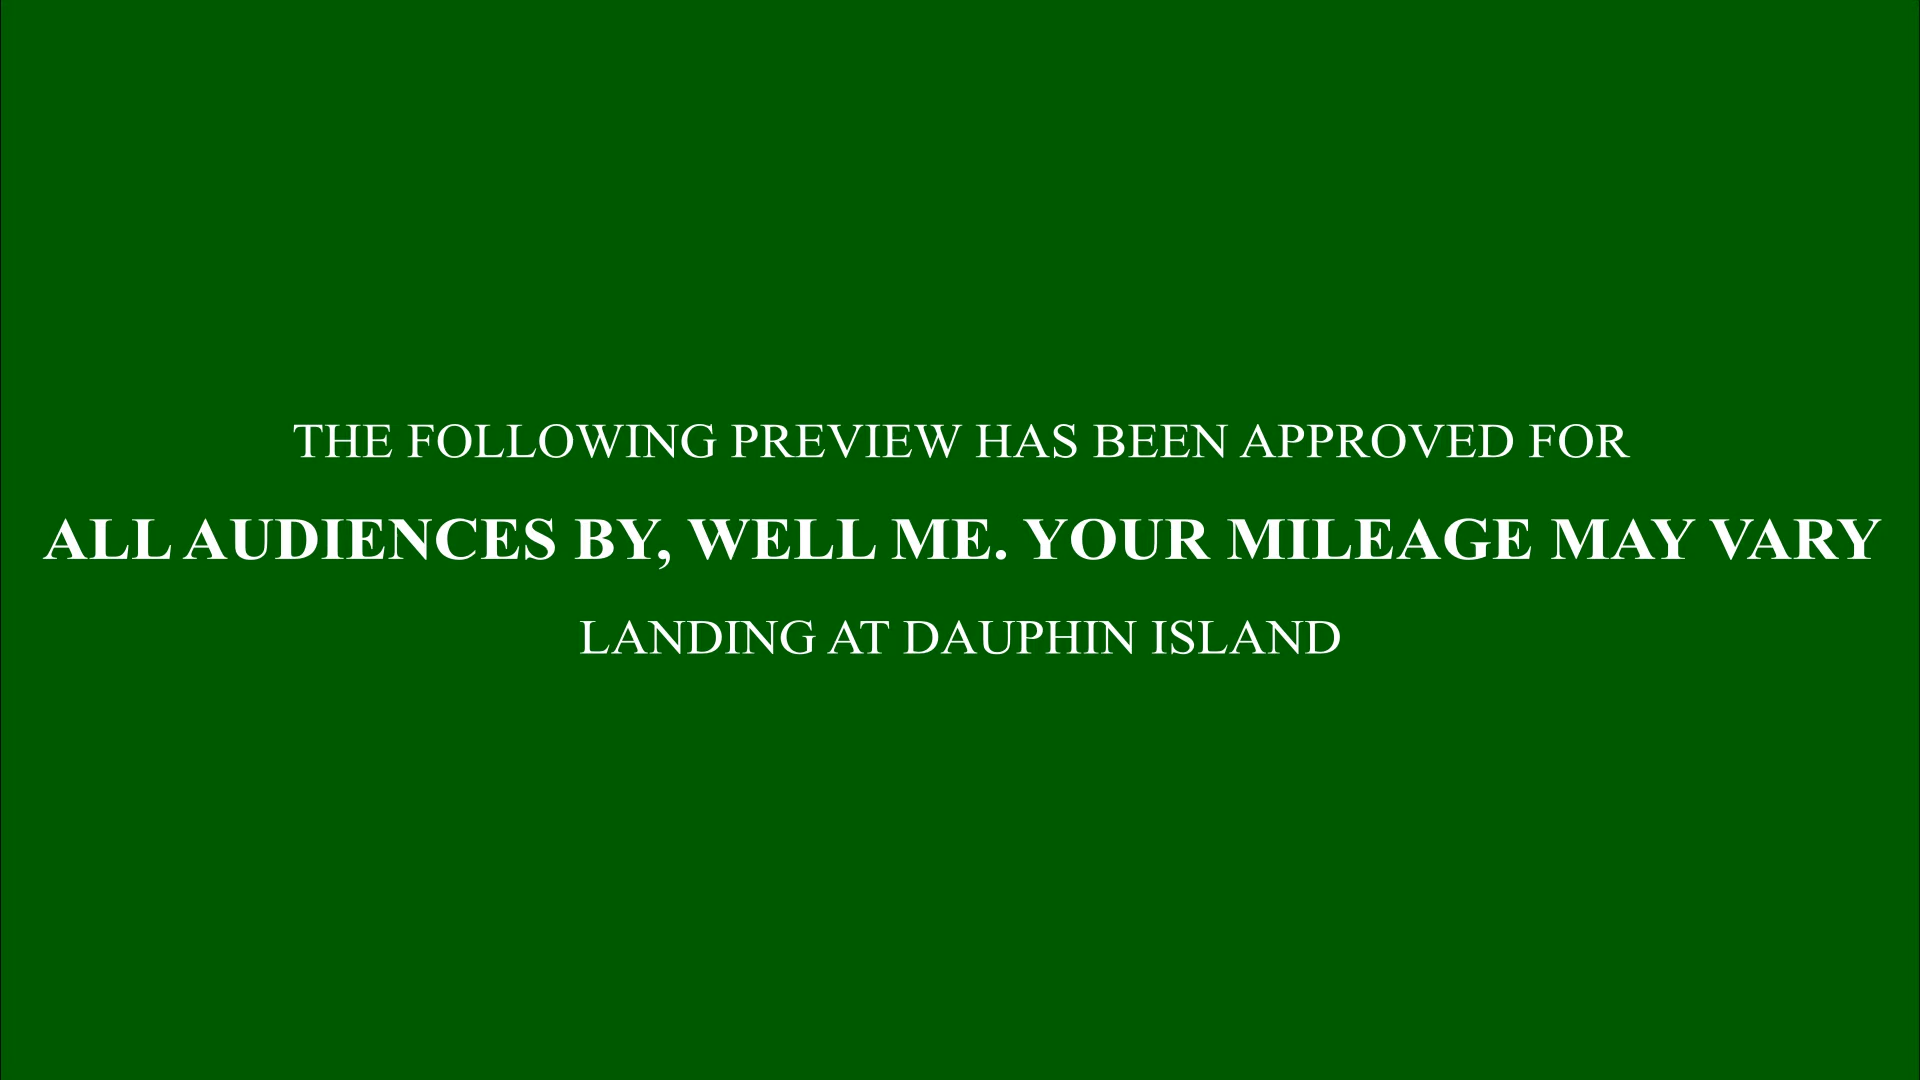 THE FOLLOWING PREVIEW HAS BEEN APPROVED FOR
ALL AUDIENCES BY, WELL ME. YOUR MILEAGE MAY VARY
LANDING AT DAUPHIN ISLAND